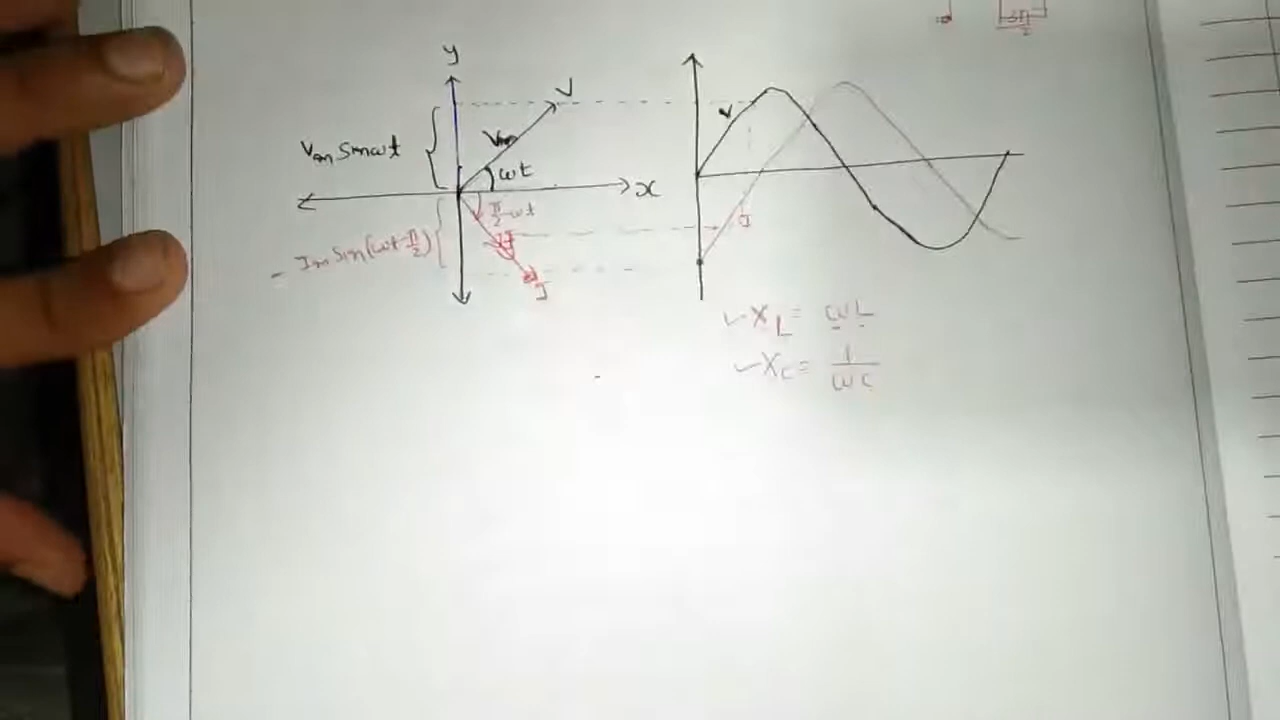 y
V
Vm
Vm Sinωt
ωt
x
π/2-ωt
- Im Sin(ωt-π/2)
I
V
I
XL = ωL
Xc = 1/ωc